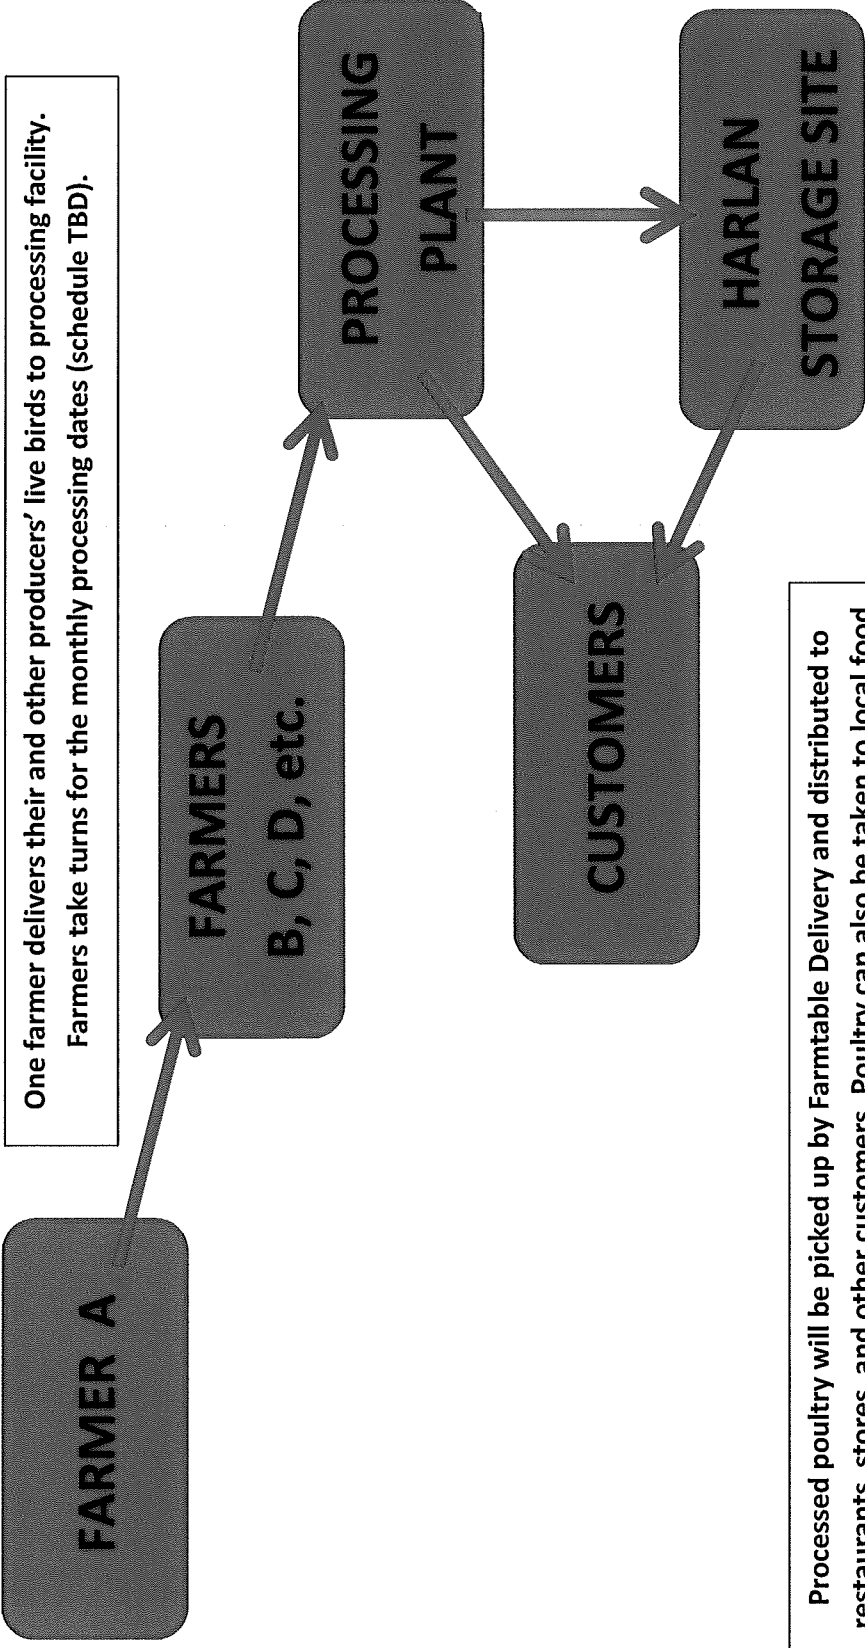 One farmer delivers their and other producers’ live birds to processing facility.
Farmers take turns for the monthly processing dates (schedule TBD).
FARMER A
FARMERS
B, C, D, etc.
PROCESSING
PLANT
CUSTOMERS
HARLAN
STORAGE SITE
Processed poultry will be picked up by Farmtable Delivery and distributed to
restaurants, stores, and other customers. Poultry can also be taken to local food